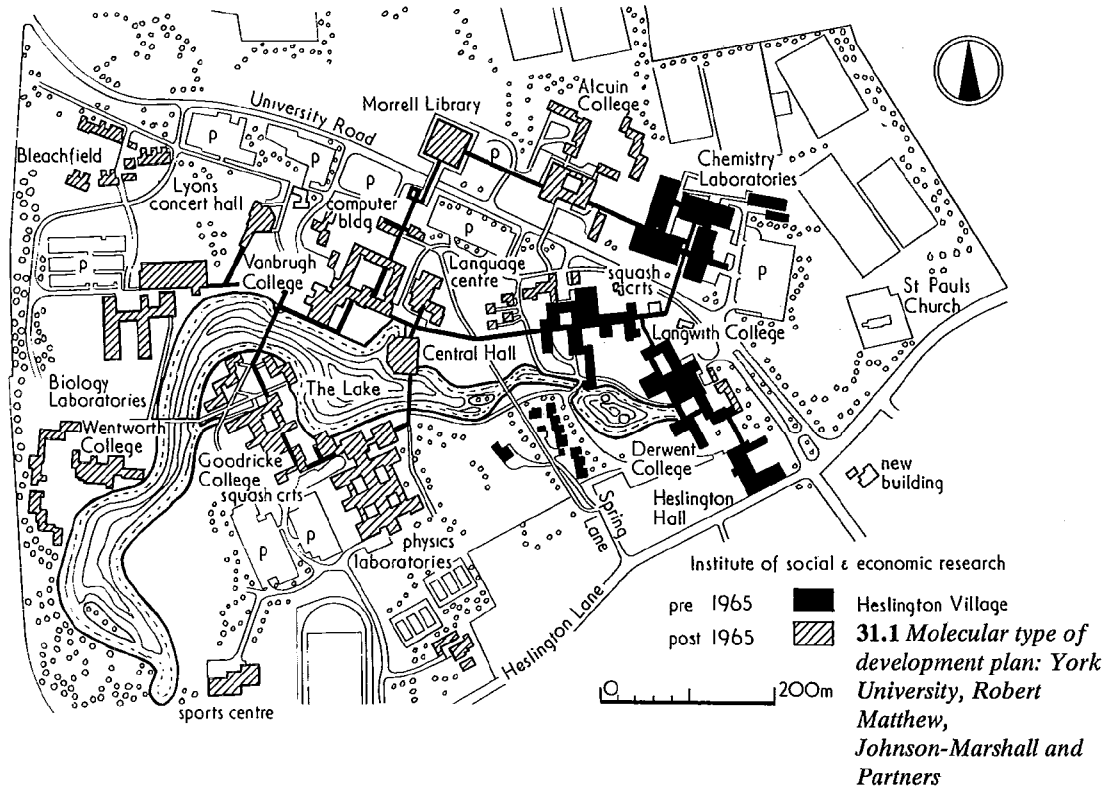 University Road
Morrell Library
Alcuin
College
Bleachfield
p
p
p
p
Chemistry
Laboratories
Lyons
concert hall
computer
bldg
p
p
Vanbrugh
College
Language
centre
squash
crts
p
St Pauls
Church
Langwith College
Central Hall
The Lake
Biology
Laboratories
Wentworth
College
Goodricke
College
squash crts
Derwent
College
Heslington
Hall
new
building
Spring
Lane
p
p
physics
laboratories
Heslington Lane
sports centre
Institute of social & economic research
pre 1965
Heslington Village
post 1965
0
200m
31.1 Molecular type of
development plan: York
University, Robert
Matthew,
Johnson-Marshall and
Partners